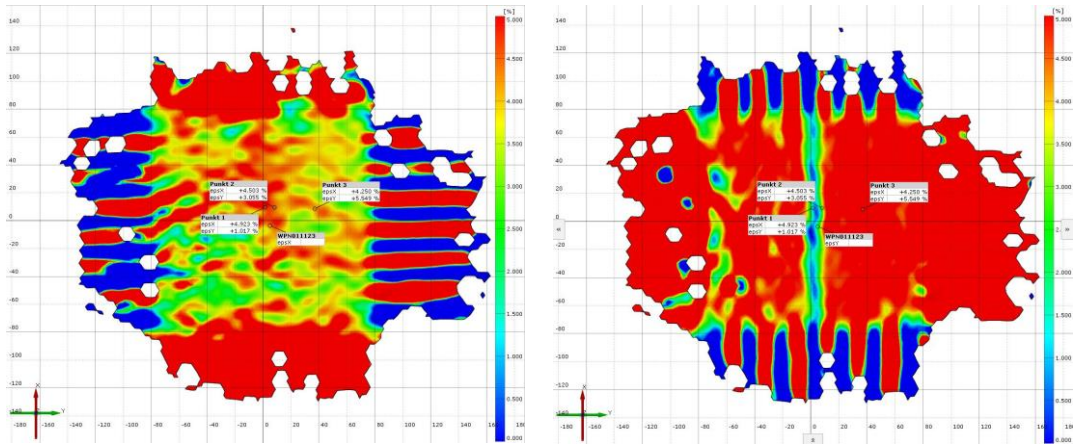 [%]
140
120
100
80
60
40
20
0
-20
-40
-60
-80
-100
-120
-140
-180 -160 -140 -120 -100 -80 -60 -40 -20 0 20 40 60 80 100 120 140 160
X
Y
Punkt 2
epsX +4.503 %
epsY +3.055 %
Punkt 3
epsX +4.250 %
epsY +5.549 %
Punkt 1
epsX +4.923 %
epsY +1.017 %
WPN011123
epsX
5.000
4.500
4.000
3.500
3.000
2.500
2.000
1.500
1.000
0.500
0.000
[%]
140
120
100
80
60
40
20
0
-20
-40
-60
-80
-100
-120
-140
-180 -160 -140 -120 -100 -80 -60 -40 -20 0 20 40 60 80 100 120 140
X
Y
Punkt 2
epsX +4.503 %
epsY +3.055 %
Punkt 3
epsX +4.250 %
epsY +5.549 %
Punkt 1
epsX +4.923 %
epsY +1.017 %
WPN011123
epsY
5.000
4.500
4.000
3.500
3.000
2.500
2.000
1.500
1.000
0.500
0.000